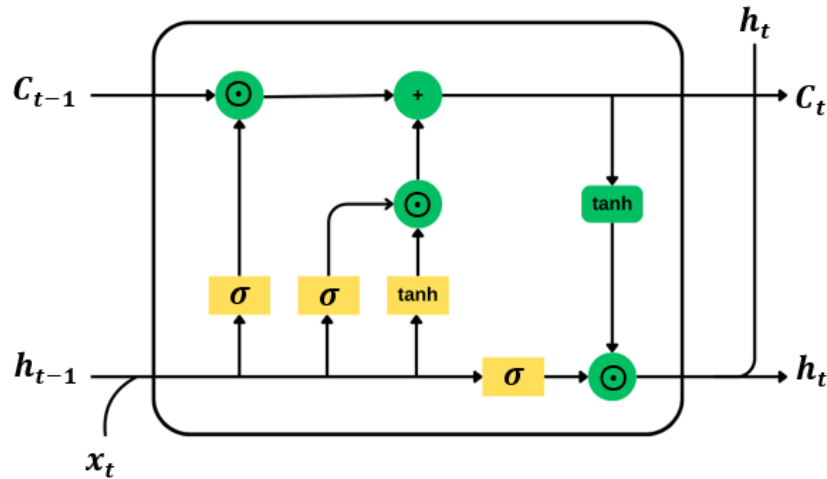 h_t
C_{t-1}
⊙
+
C_t
⊙
tanh
σ
σ
tanh
h_{t-1}
σ
⊙
h_t
x_t